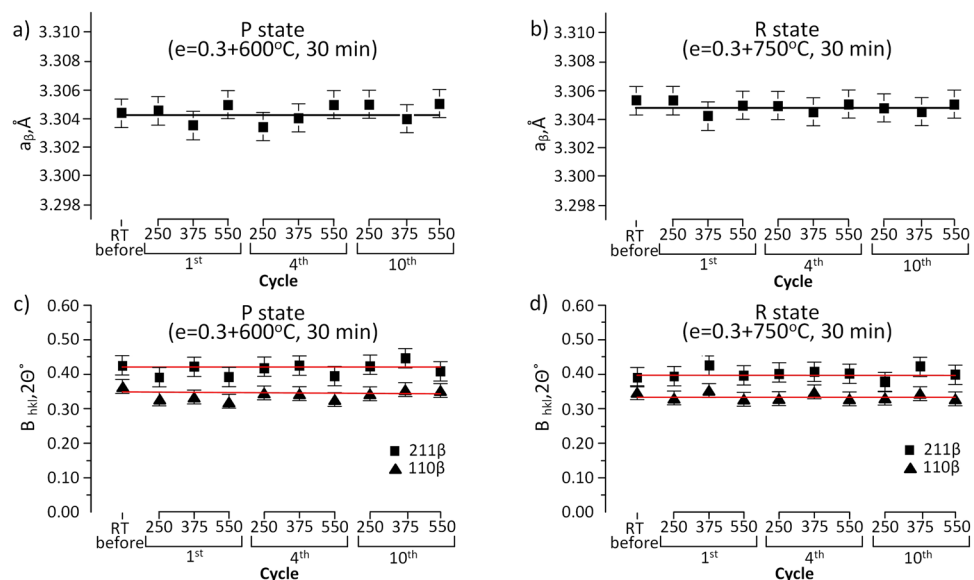 a)
P state
(e=0.3+600°C, 30 min)
aβ,Å
3.310
3.308
3.306
3.304
3.302
3.300
3.298
RT
before
250 375 550 250 375 550 250 375 550
1st 4th 10th
Cycle
b)
R state
(e=0.3+750°C, 30 min)
aβ,Å
3.310
3.308
3.306
3.304
3.302
3.300
3.298
RT
before
250 375 550 250 375 550 250 375 550
1st 4th 10th
Cycle
c)
P state
(e=0.3+600°C, 30 min)
B hkl,2Θ°
0.60
0.50
0.40
0.30
0.20
0.10
0.00
211β
110β
RT
before
250 375 550 250 375 550 250 375 550
1st 4th 10th
Cycle
d)
R state
(e=0.3+750°C, 30 min)
B hkl,2Θ°
0.60
0.50
0.40
0.30
0.20
0.10
0.00
211β
110β
RT
before
250 375 550 250 375 550 250 375 550
1st 4th 10th
Cycle